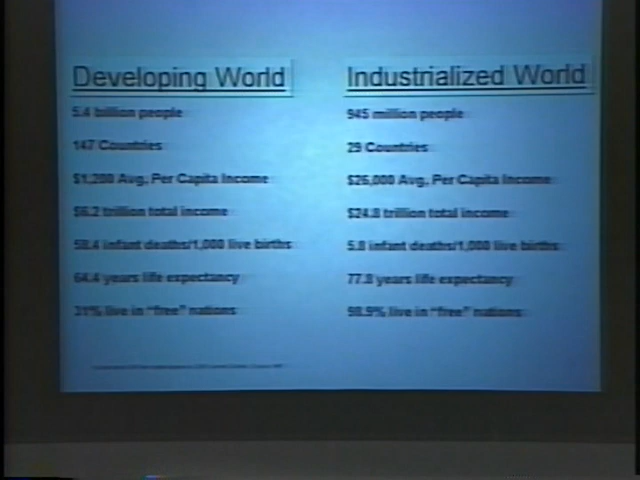 Developing World
5.4 billion people
147 Countries
$1,200 Avg. Per Capita Income
$6.2 trillion total income
58.4 infant deaths/1,000 live births
64.4 years life expectancy
31% live in "free" nations
Industrialized World
945 million people
29 Countries
$26,000 Avg. Per Capita Income
$24.8 trillion total income
5.8 infant deaths/1,000 live births
77.8 years life expectancy
98.9% live in "free" nations